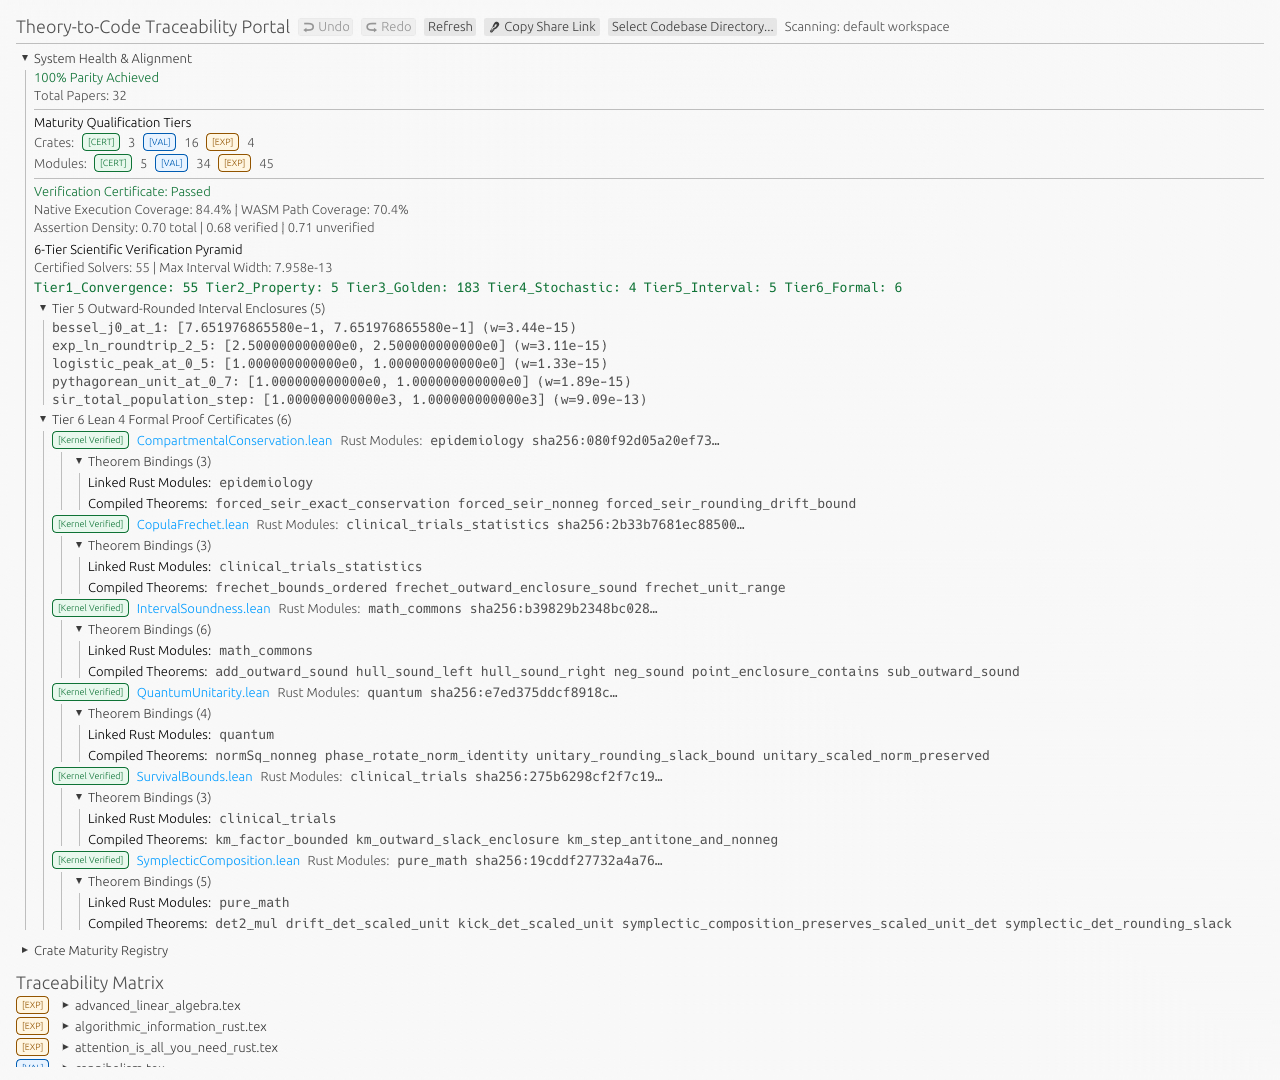 Theory-to-Code Traceability Portal Undo Redo Refresh Copy Share Link Select Codebase Directory... Scanning: default workspace
System Health & Alignment
100% Parity Achieved
Total Papers: 32
Maturity Qualification Tiers
Crates: [CERT] 3 [VAL] 16 [EXP] 4
Modules: [CERT] 5 [VAL] 34 [EXP] 45
Verification Certificate: Passed
Native Execution Coverage: 84.4% | WASM Path Coverage: 70.4%
Assertion Density: 0.70 total | 0.68 verified | 0.71 unverified
6-Tier Scientific Verification Pyramid
Certified Solvers: 55 | Max Interval Width: 7.958e-13
Tier1_Convergence: 55 Tier2_Property: 5 Tier3_Golden: 183 Tier4_Stochastic: 4 Tier5_Interval: 5 Tier6_Formal: 6
Tier 5 Outward-Rounded Interval Enclosures (5)
bessel_j0_at_1: [7.651976865580e-1, 7.651976865580e-1] (w=3.44e-15)
exp_ln_roundtrip_2_5: [2.500000000000e0, 2.500000000000e0] (w=3.11e-15)
logistic_peak_at_0_5: [1.000000000000e0, 1.000000000000e0] (w=1.33e-15)
pythagorean_unit_at_0_7: [1.000000000000e0, 1.000000000000e0] (w=1.89e-15)
sir_total_population_step: [1.000000000000e3, 1.000000000000e3] (w=9.09e-13)
Tier 6 Lean 4 Formal Proof Certificates (6)
[Kernel Verified] CompartmentalConservation.lean Rust Modules: epidemiology sha256:080f92d05a20ef73…
Theorem Bindings (3)
Linked Rust Modules: epidemiology
Compiled Theorems: forced_seir_exact_conservation forced_seir_nonneg forced_seir_rounding_drift_bound
[Kernel Verified] CopulaFrechet.lean Rust Modules: clinical_trials_statistics sha256:2b33b7681ec88500…
Theorem Bindings (3)
Linked Rust Modules: clinical_trials_statistics
Compiled Theorems: frechet_bounds_ordered frechet_outward_enclosure_sound frechet_unit_range
[Kernel Verified] IntervalSoundness.lean Rust Modules: math_commons sha256:b39829b2348bc028…
Theorem Bindings (6)
Linked Rust Modules: math_commons
Compiled Theorems: add_outward_sound hull_sound_left hull_sound_right neg_sound point_enclosure_contains sub_outward_sound
[Kernel Verified] QuantumUnitarity.lean Rust Modules: quantum sha256:e7ed375ddcf8918c…
Theorem Bindings (4)
Linked Rust Modules: quantum
Compiled Theorems: normSq_nonneg phase_rotate_norm_identity unitary_rounding_slack_bound unitary_scaled_norm_preserved
[Kernel Verified] SurvivalBounds.lean Rust Modules: clinical_trials sha256:275b6298cf2f7c19…
Theorem Bindings (3)
Linked Rust Modules: clinical_trials
Compiled Theorems: km_factor_bounded km_outward_slack_enclosure km_step_antitone_and_nonneg
[Kernel Verified] SymplecticComposition.lean Rust Modules: pure_math sha256:19cddf27732a4a76…
Theorem Bindings (5)
Linked Rust Modules: pure_math
Compiled Theorems: det2_mul drift_det_scaled_unit kick_det_scaled_unit symplectic_composition_preserves_scaled_unit_det symplectic_det_rounding_slack
Crate Maturity Registry
Traceability Matrix
[EXP] advanced_linear_algebra.tex
[EXP] algorithmic_information_rust.tex
[EXP] attention_is_all_you_need_rust.tex